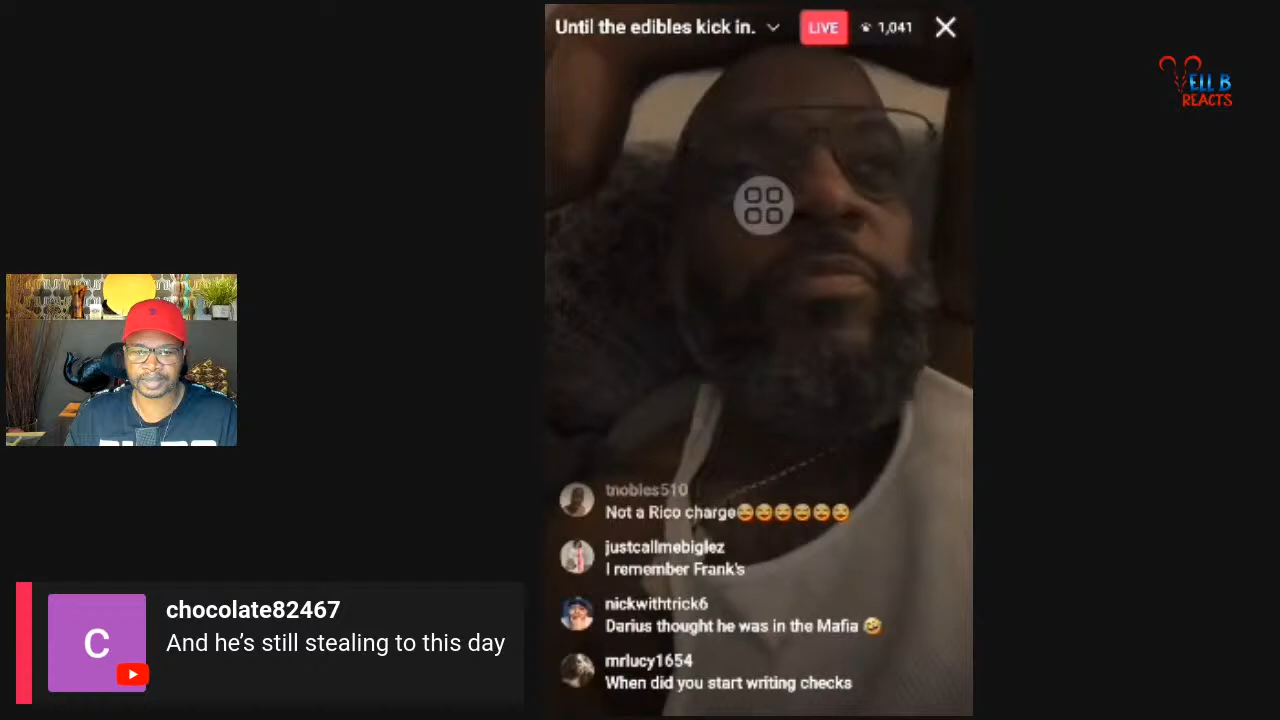 Until the edibles kick in.
LIVE
1,041
ELL B
REACTS
tnobles510
Not a Rico charge😂😂😂😂😂😂
justcallmebiglez
I remember Frank's
nickwithtrick6
Darius thought he was in the Mafia 🤣
mrlucy1654
When did you start writing checks
C
chocolate82467
And he's still stealing to this day